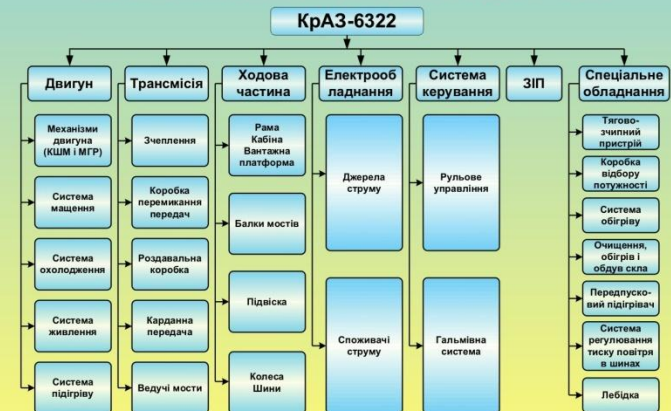 КрАЗ-6322
Двигун
Трансмісія
Ходова
частина
Електрооб
ладнання
Система
керування
ЗІП
Спеціальне
обладнання
Механізми
двигуна
(КШМ і МГР)
Система
мащення
Система
охолодження
Система
живлення
Система
підігріву
Зчеплення
Коробка
перемикання
передач
Роздавальна
коробка
Карданна
передача
Ведучі мости
Рама
Кабіна
Вантажна
платформа
Балки мостів
Підвіска
Колеса
Шини
Джерела
струму
Споживачі
струму
Рульове
управління
Гальмівна
система
Тягово-
зчипний
пристрій
Коробка
відбору
потужності
Система
обігріву
Очищення,
обігрів і
обдув скла
Передпуско-
вий підігрівач
Система
регулювання
тиску повітря
в шинах
Лебідка